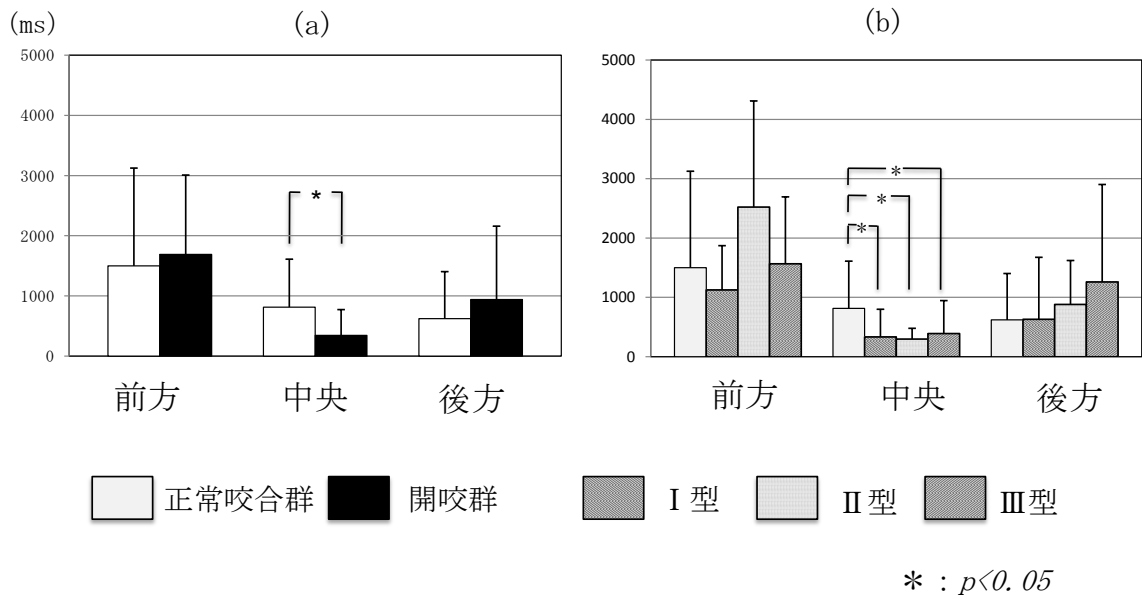 (ms)
(a)
(b)
5000
4000
3000
2000
1000
0
*
前方
中央
後方
5000
4000
3000
2000
1000
0
*
*
*
前方
中央
後方
正常咬合群
開咬群
Ⅰ型
Ⅱ型
Ⅲ型
* : p<0.05